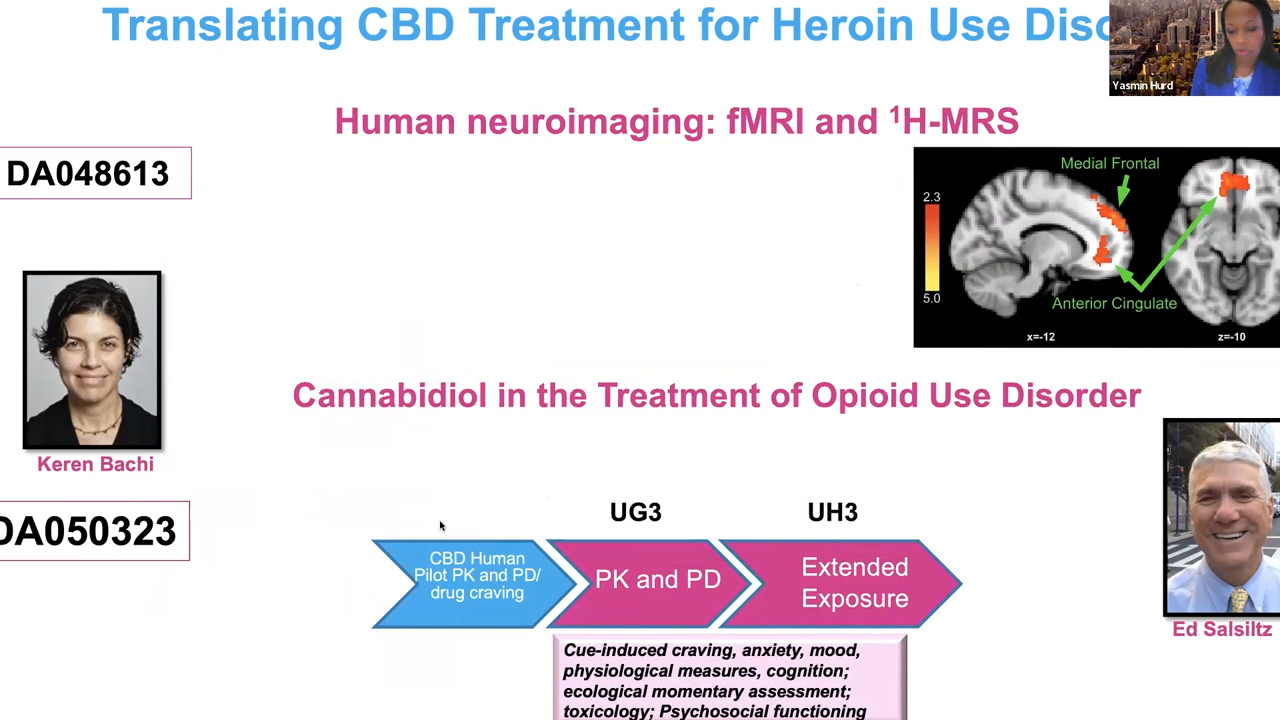 Translating CBD Treatment for Heroin Use Diso
Yasmin Hurd
Human neuroimaging: fMRI and ¹H-MRS
DA048613
Medial Frontal
2.3
5.0
Anterior Cingulate
x=-12
z=-10
Cannabidiol in the Treatment of Opioid Use Disorder
Keren Bachi
DA050323
UG3
UH3
CBD Human
Pilot PK and PD/
drug craving
PK and PD
Extended
Exposure
Ed Salsiltz
Cue-induced craving, anxiety, mood,
physiological measures, cognition;
ecological momentary assessment;
toxicology; Psychosocial functioning